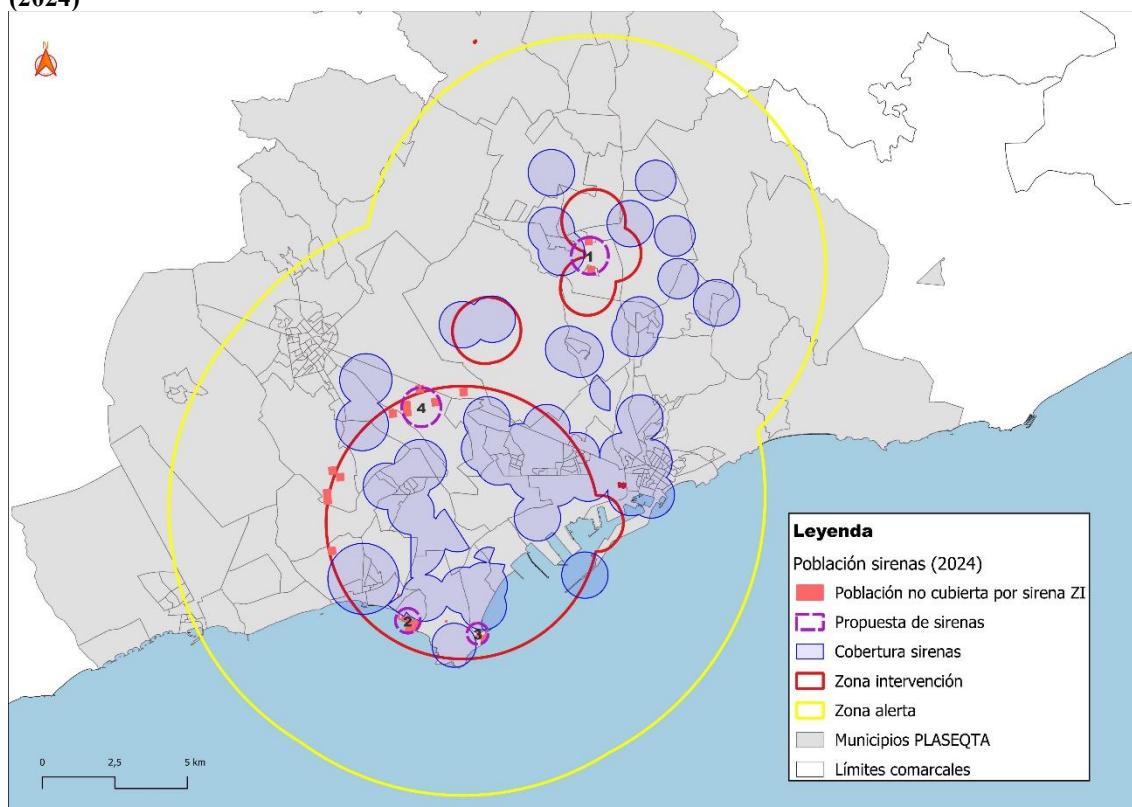 (2024)
N
1
4
2
3
Leyenda
Población sirenas (2024)
Población no cubierta por sirena ZI
Propuesta de sirenas
Cobertura sirenas
Zona intervención
Zona alerta
Municipios PLASEQTA
Límites comarcales
0 2,5 5 km